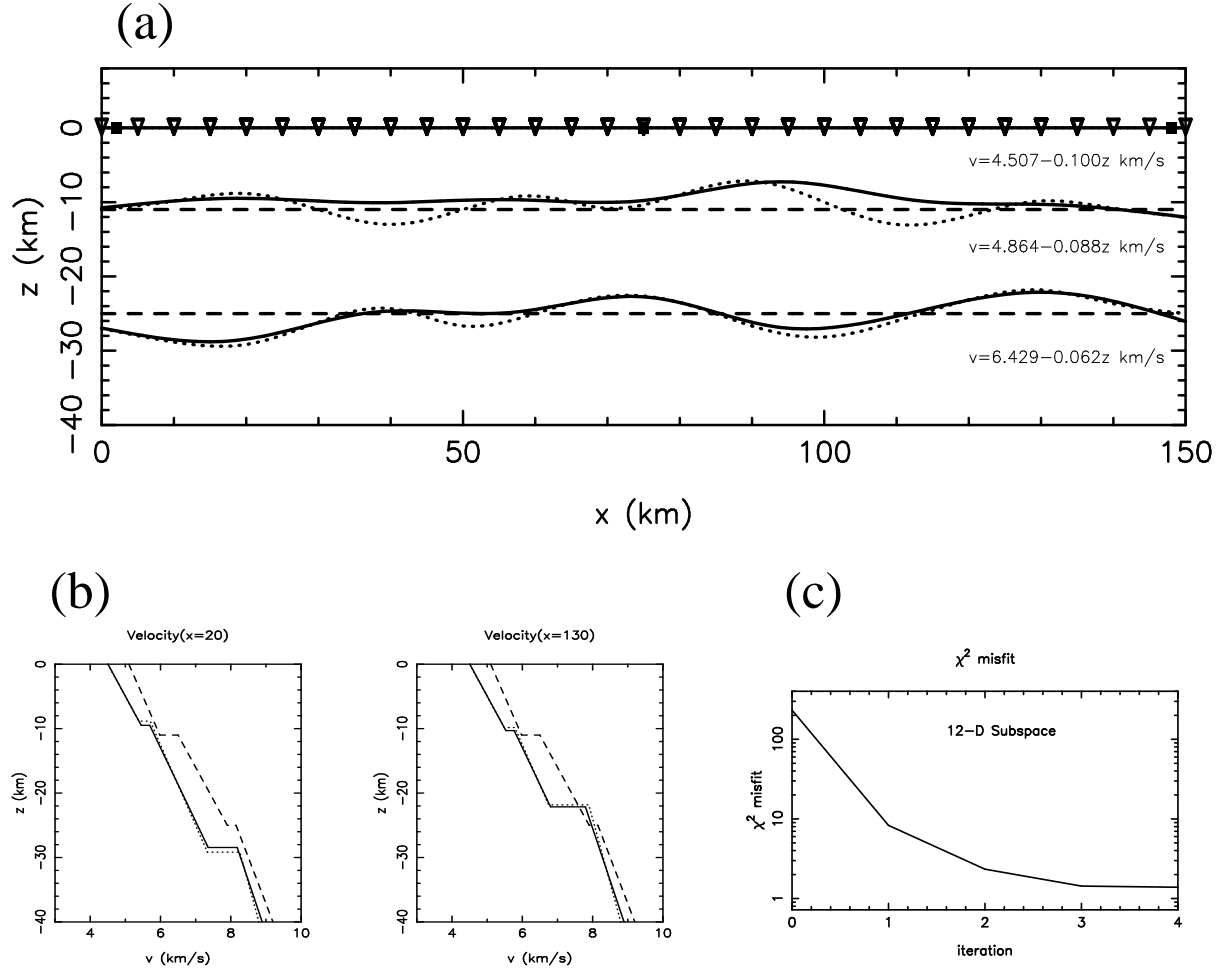 (a)
0
−10
−20
−30
−40
z (km)
v=4.507−0.100z km/s
v=4.864−0.088z km/s
v=6.429−0.062z km/s
0 50 100 150
x (km)
(b)
Velocity(x=20)
0
−10
−20
−30
−40
z (km)
4 6 8 10
v (km/s)
Velocity(x=130)
0
−10
−20
−30
−40
z (km)
4 6 8 10
v (km/s)
(c)
χ² misfit
12-D Subspace
100
10
1
χ² misfit
0 1 2 3 4
iteration